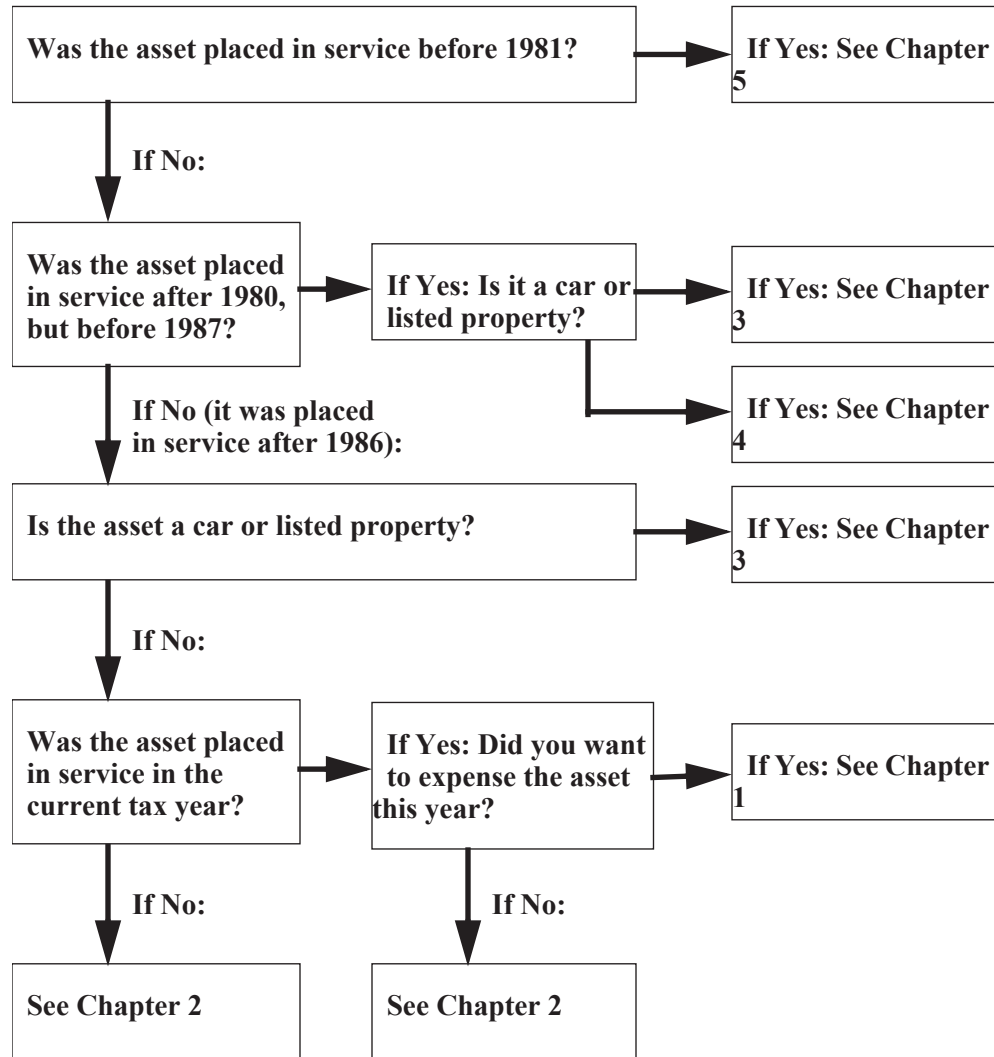 Was the asset placed in service before 1981?
If Yes: See Chapter
5
If No:
Was the asset placed
in service after 1980,
but before 1987?
If Yes: Is it a car or
listed property?
If Yes: See Chapter
3
If Yes: See Chapter
4
If No (it was placed
in service after 1986):
Is the asset a car or listed property?
If Yes: See Chapter
3
If No:
Was the asset placed
in service in the
current tax year?
If Yes: Did you want
to expense the asset
this year?
If Yes: See Chapter
1
If No:
If No:
See Chapter 2
See Chapter 2